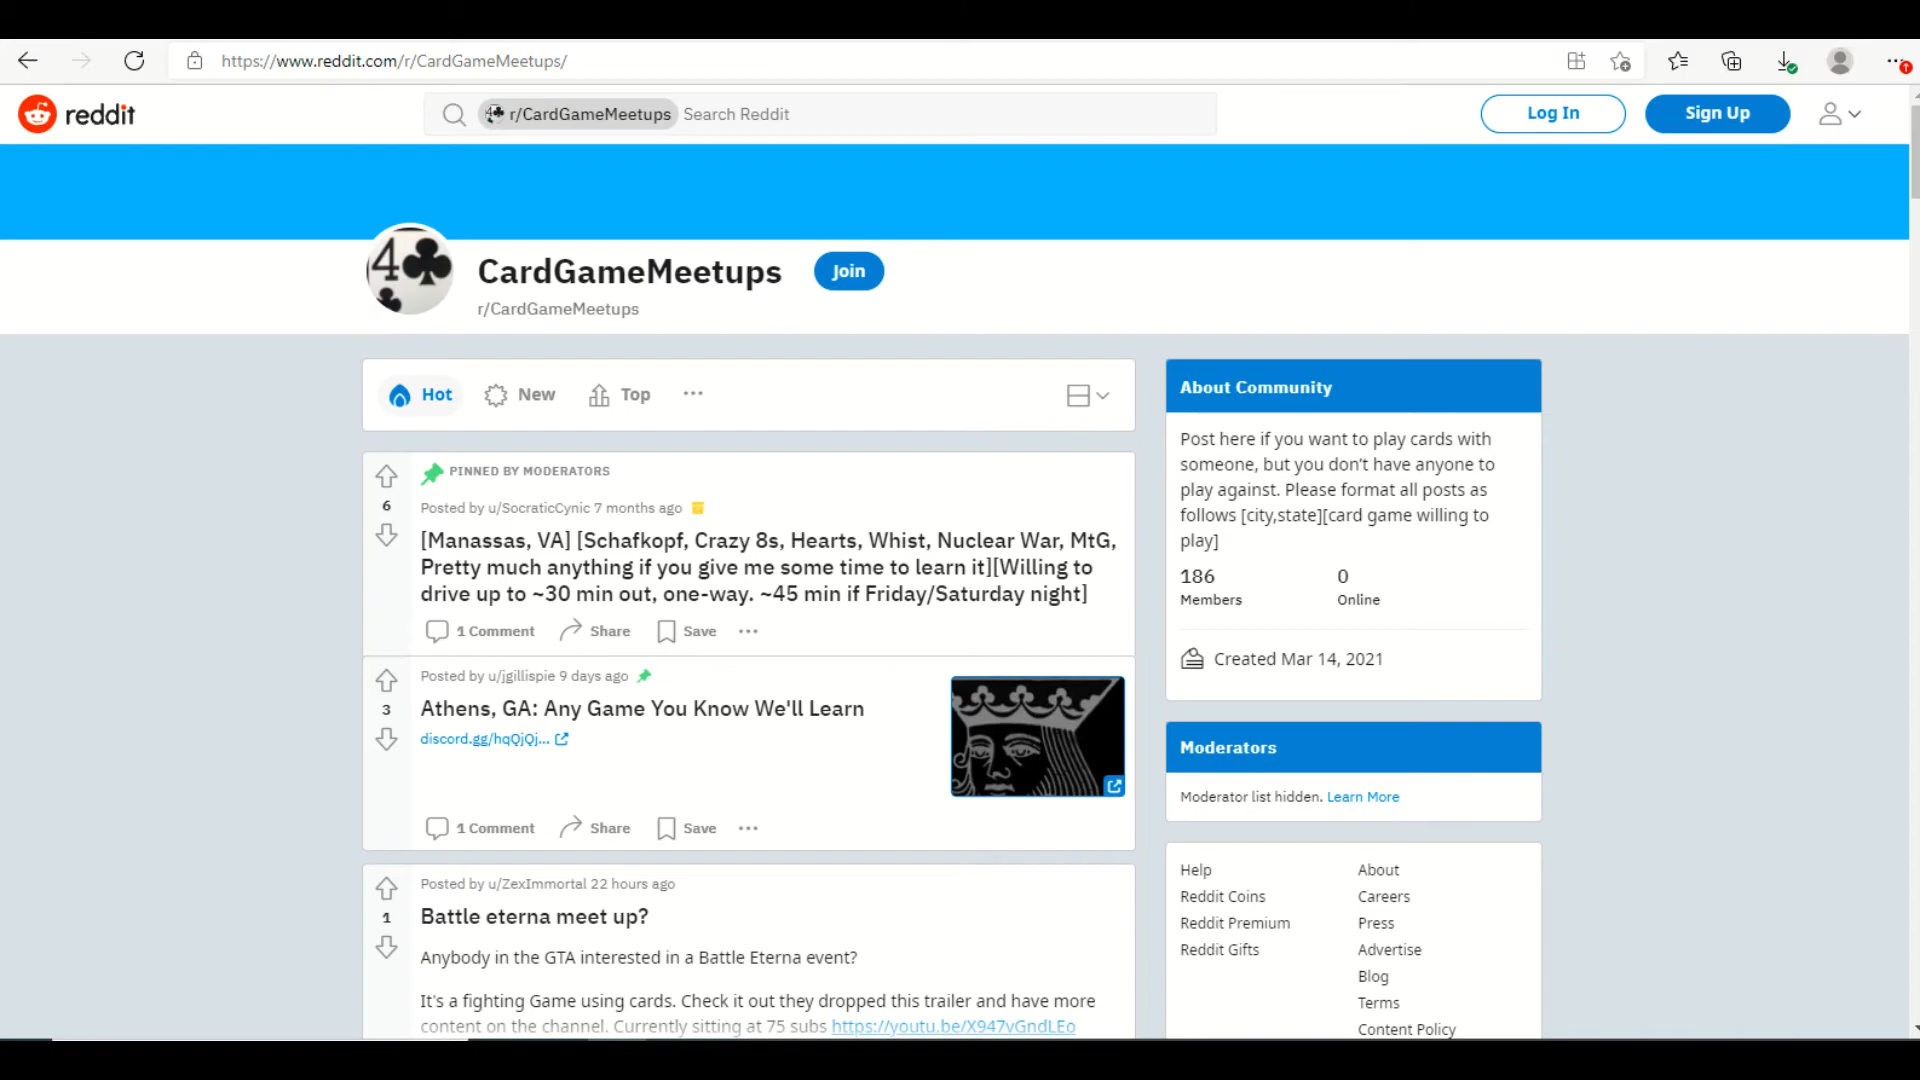 https://www.reddit.com/r/CardGameMeetups/
reddit
r/CardGameMeetups Search Reddit
Log In
Sign Up
4
CardGameMeetups
Join
r/CardGameMeetups
Hot
New
Top
PINNED BY MODERATORS
6
Posted by u/SocraticCynic 7 months ago
[Manassas, VA] [Schafkopf, Crazy 8s, Hearts, Whist, Nuclear War, MtG,
Pretty much anything if you give me some time to learn it][Willing to
drive up to ~30 min out, one-way. ~45 min if Friday/Saturday night]
1 Comment
Share
Save
Posted by u/jgillispie 9 days ago
3
Athens, GA: Any Game You Know We'll Learn
discord.gg/hqQjQj...
1 Comment
Share
Save
Posted by u/ZexImmortal 22 hours ago
1
Battle eterna meet up?
Anybody in the GTA interested in a Battle Eterna event?
It's a fighting Game using cards. Check it out they dropped this trailer and have more
content on the channel. Currently sitting at 75 subs https://youtu.be/X947vGndLEo
About Community
Post here if you want to play cards with
someone, but you don't have anyone to
play against. Please format all posts as
follows [city,state][card game willing to
play]
186
Members
0
Online
Created Mar 14, 2021
Moderators
Moderator list hidden. Learn More
Help
Reddit Coins
Reddit Premium
Reddit Gifts
About
Careers
Press
Advertise
Blog
Terms
Content Policy